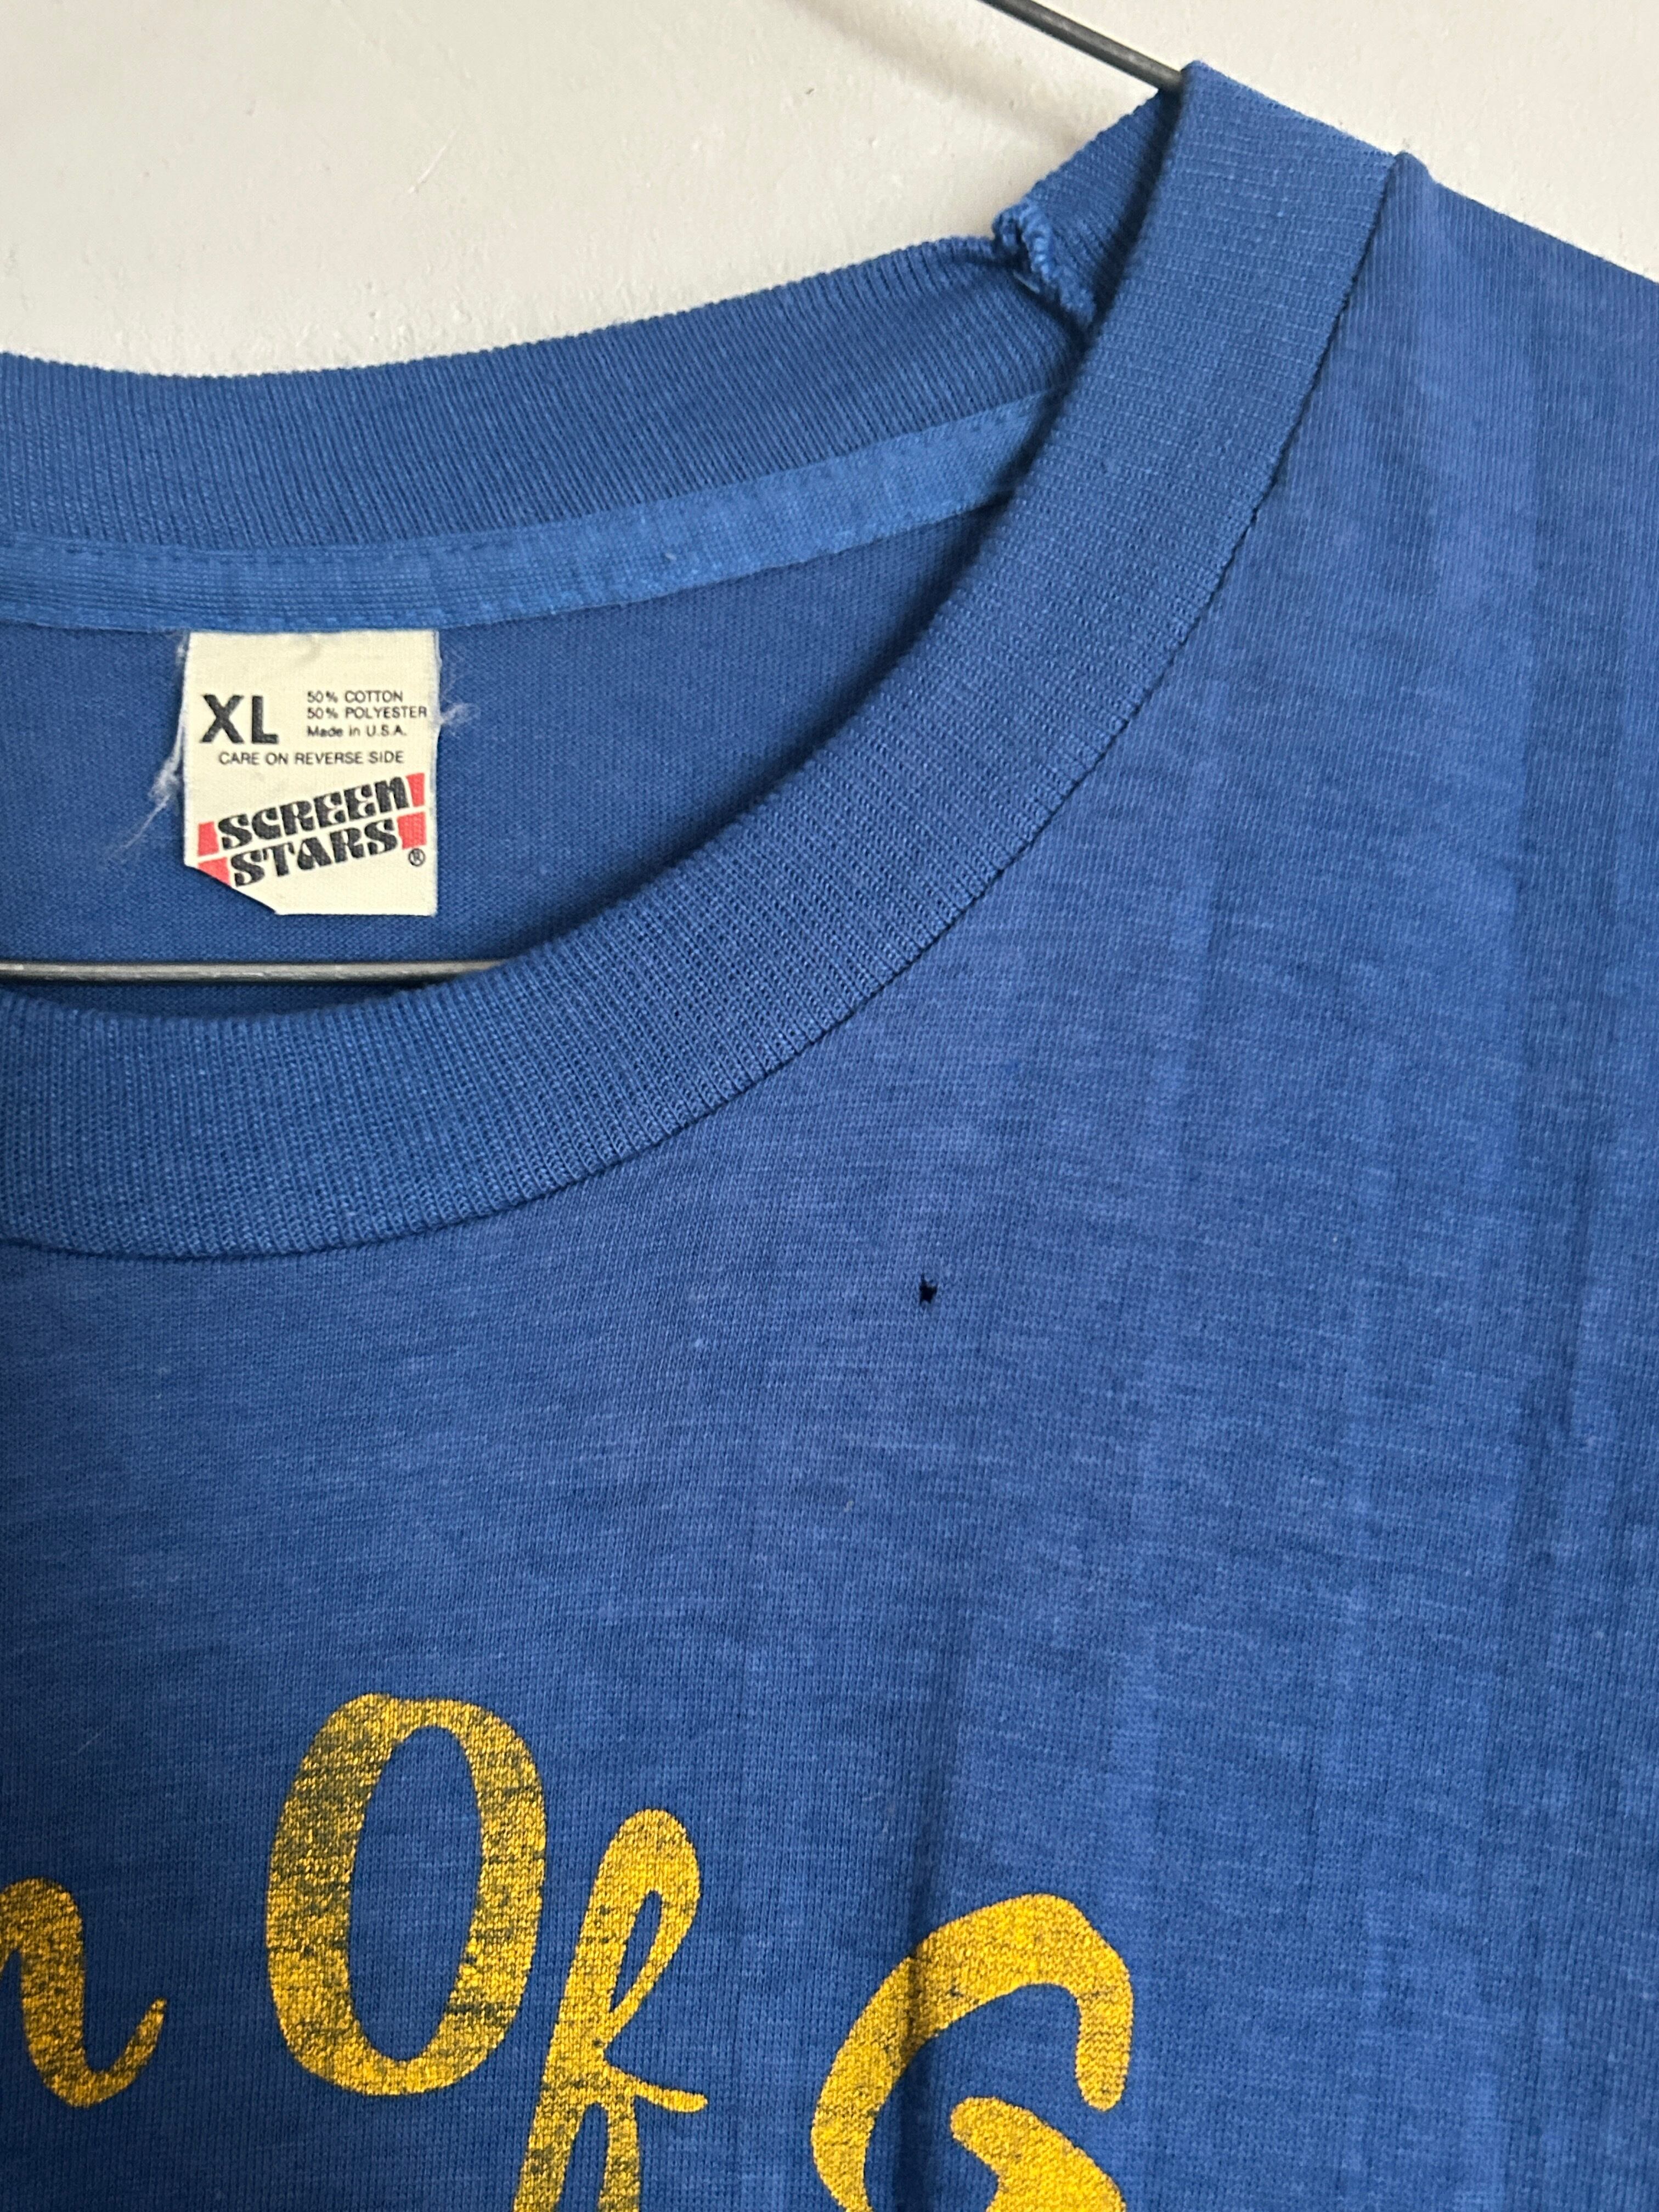 XL
50% COTTON
50% POLYESTER
Made in U.S.A.
CARE ON REVERSE SIDE
SCREEN
STARS®
n Of G